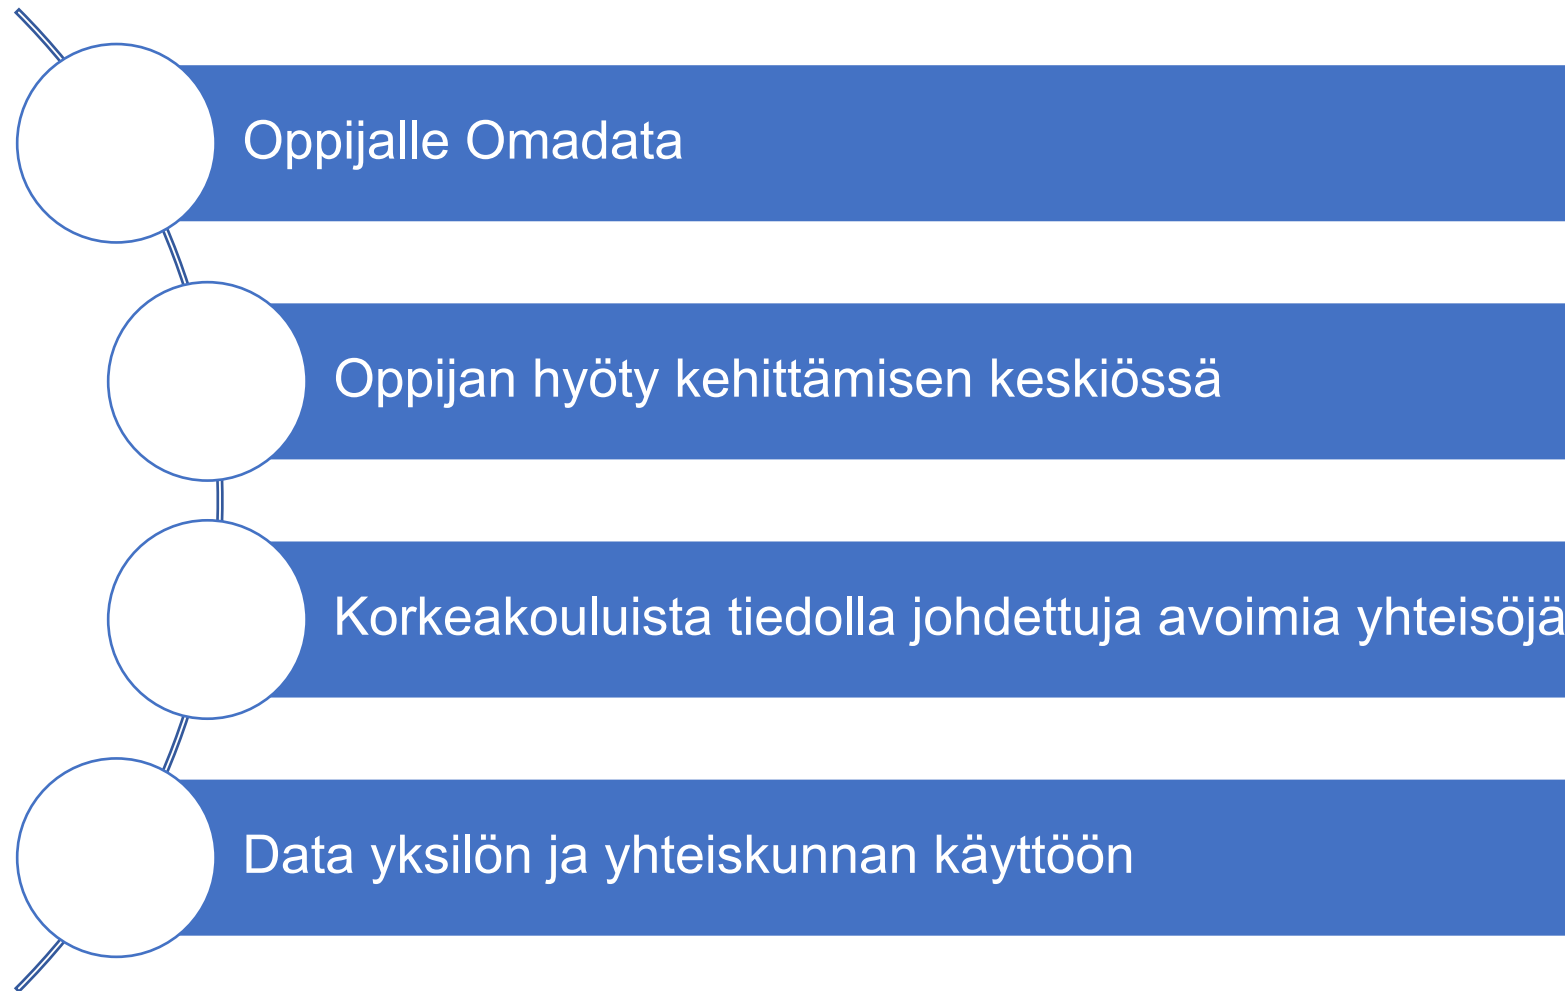 Oppijalle Omadata
Oppijan hyöty kehittämisen keskiössä
Korkeakouluista tiedolla johdettuja avoimia yhteisöjä
Data yksilön ja yhteiskunnan käyttöön